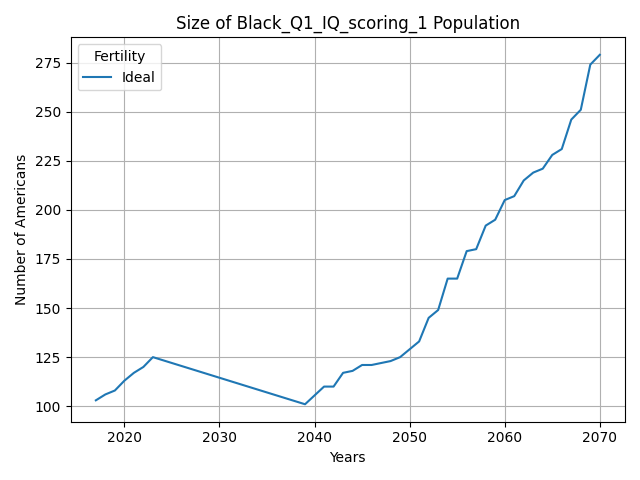 Size of Black_Q1_IQ_scoring_1 Population
Fertility
Ideal
Number of Americans
275
250
225
200
175
150
125
100
2020 2030 2040 2050 2060 2070
Years